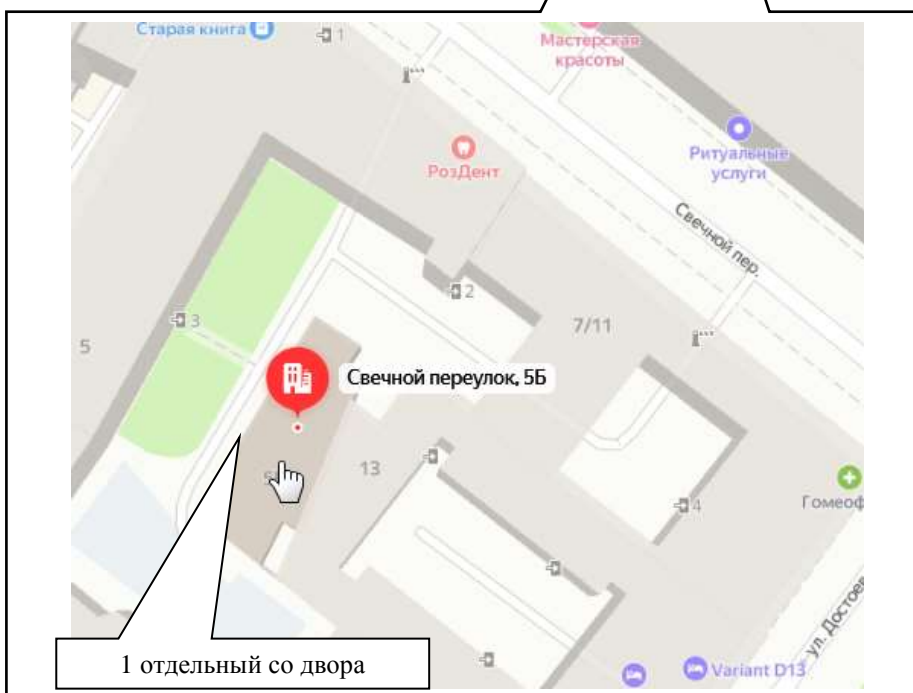 Старая книга
1
Мастерская
красоты
РозДент
Ритуальные
услуги
Свечной пер.
2
3
7/11
5
Свечной переулок, 5Б
13
4
Гомеоф
ул. Достоев
1 отдельный со двора
Variant D13